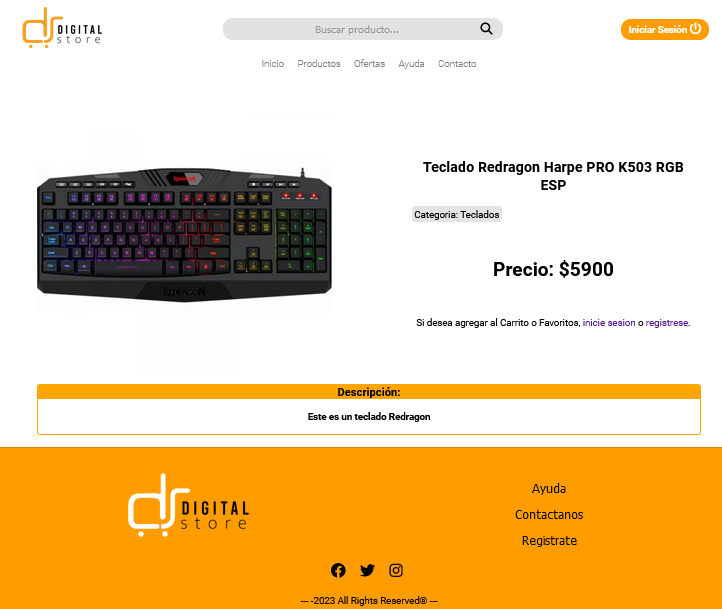 DIGITAL
store
Buscar producto...
Iniciar Sesión
Inicio Productos Ofertas Ayuda Contacto
Teclado Redragon Harpe PRO K503 RGB
ESP
Categoria: Teclados
REDRAGON
Precio: $5900
Si desea agregar al Carrito o Favoritos, inicie sesion o registrese.
Descripción:
Este es un teclado Redragon
DIGITAL
store
Ayuda
Contactanos
Registrate
--- -2023 All Rights Reserved® ---